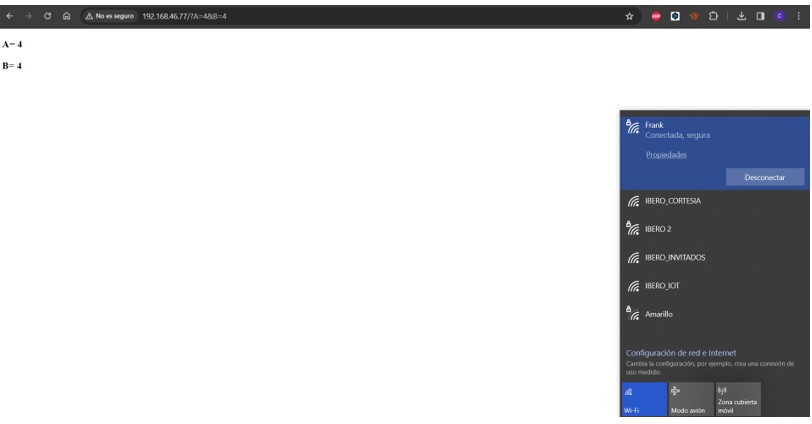 No es seguro 192.168.46.77/?A=4&B=4
A= 4
B= 4
Frank
Conectada, segura
Propiedades
Desconectar
IBERO_CORTESIA
IBERO 2
IBERO_INVITADOS
IBERO_IOT
Amarillo
Configuración de red e Internet
Cambia la configuración, por ejemplo, crea una conexión de
uso medido.
Wi-Fi
Modo avión
Zona cubierta
móvil